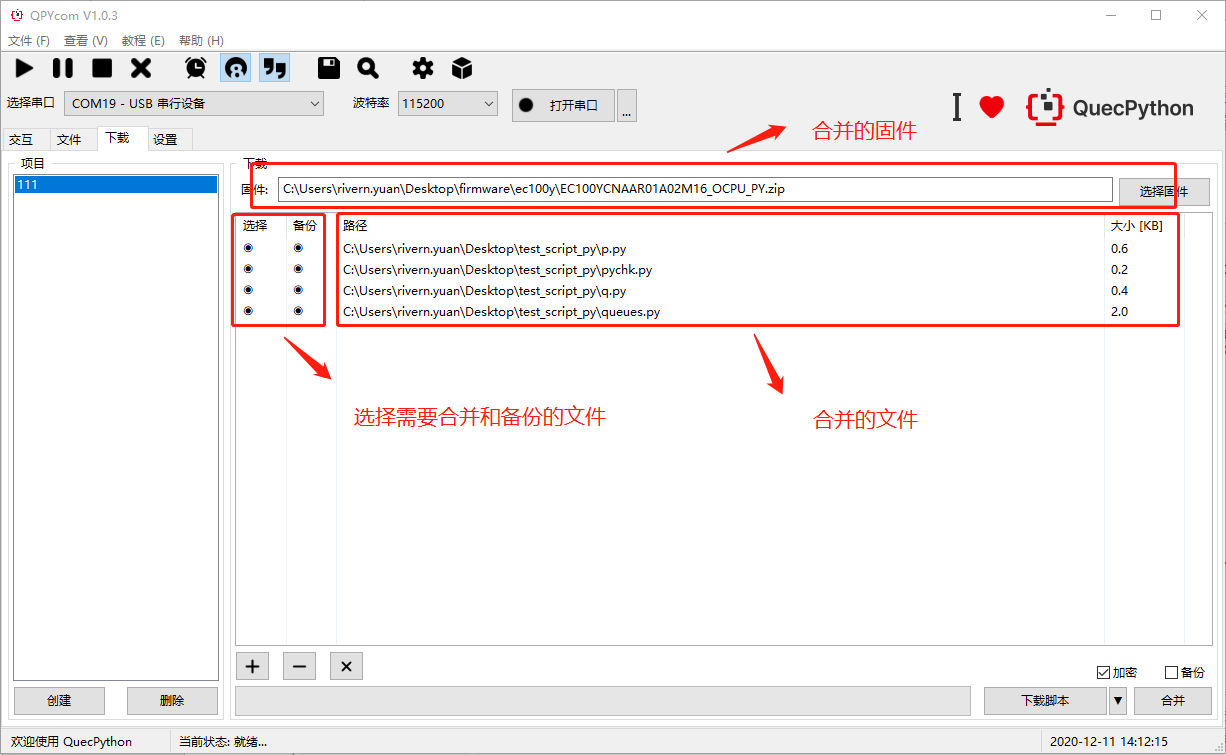 QPYcom V1.0.3
文件 (F) 查看 (V) 教程 (E) 帮助 (H)
选择串口 COM19 - USB 串行设备 波特率 115200 打开串口 ...
I QuecPython
交互 文件 下载 设置
合并的固件
项目 下载
111
固件: C:\Users\rivern.yuan\Desktop\firmware\ec100y\EC100YCNAAR01A02M16_OCPU_PY.zip 选择固件
选择 备份 路径 大小 [KB]
C:\Users\rivern.yuan\Desktop\test_script_py\p.py 0.6
C:\Users\rivern.yuan\Desktop\test_script_py\pychk.py 0.2
C:\Users\rivern.yuan\Desktop\test_script_py\q.py 0.4
C:\Users\rivern.yuan\Desktop\test_script_py\queues.py 2.0
选择需要合并和备份的文件 合并的文件
加密 备份
创建 删除 下载脚本 合并
欢迎使用 QuecPython 当前状态: 就绪... 2020-12-11 14:12:15